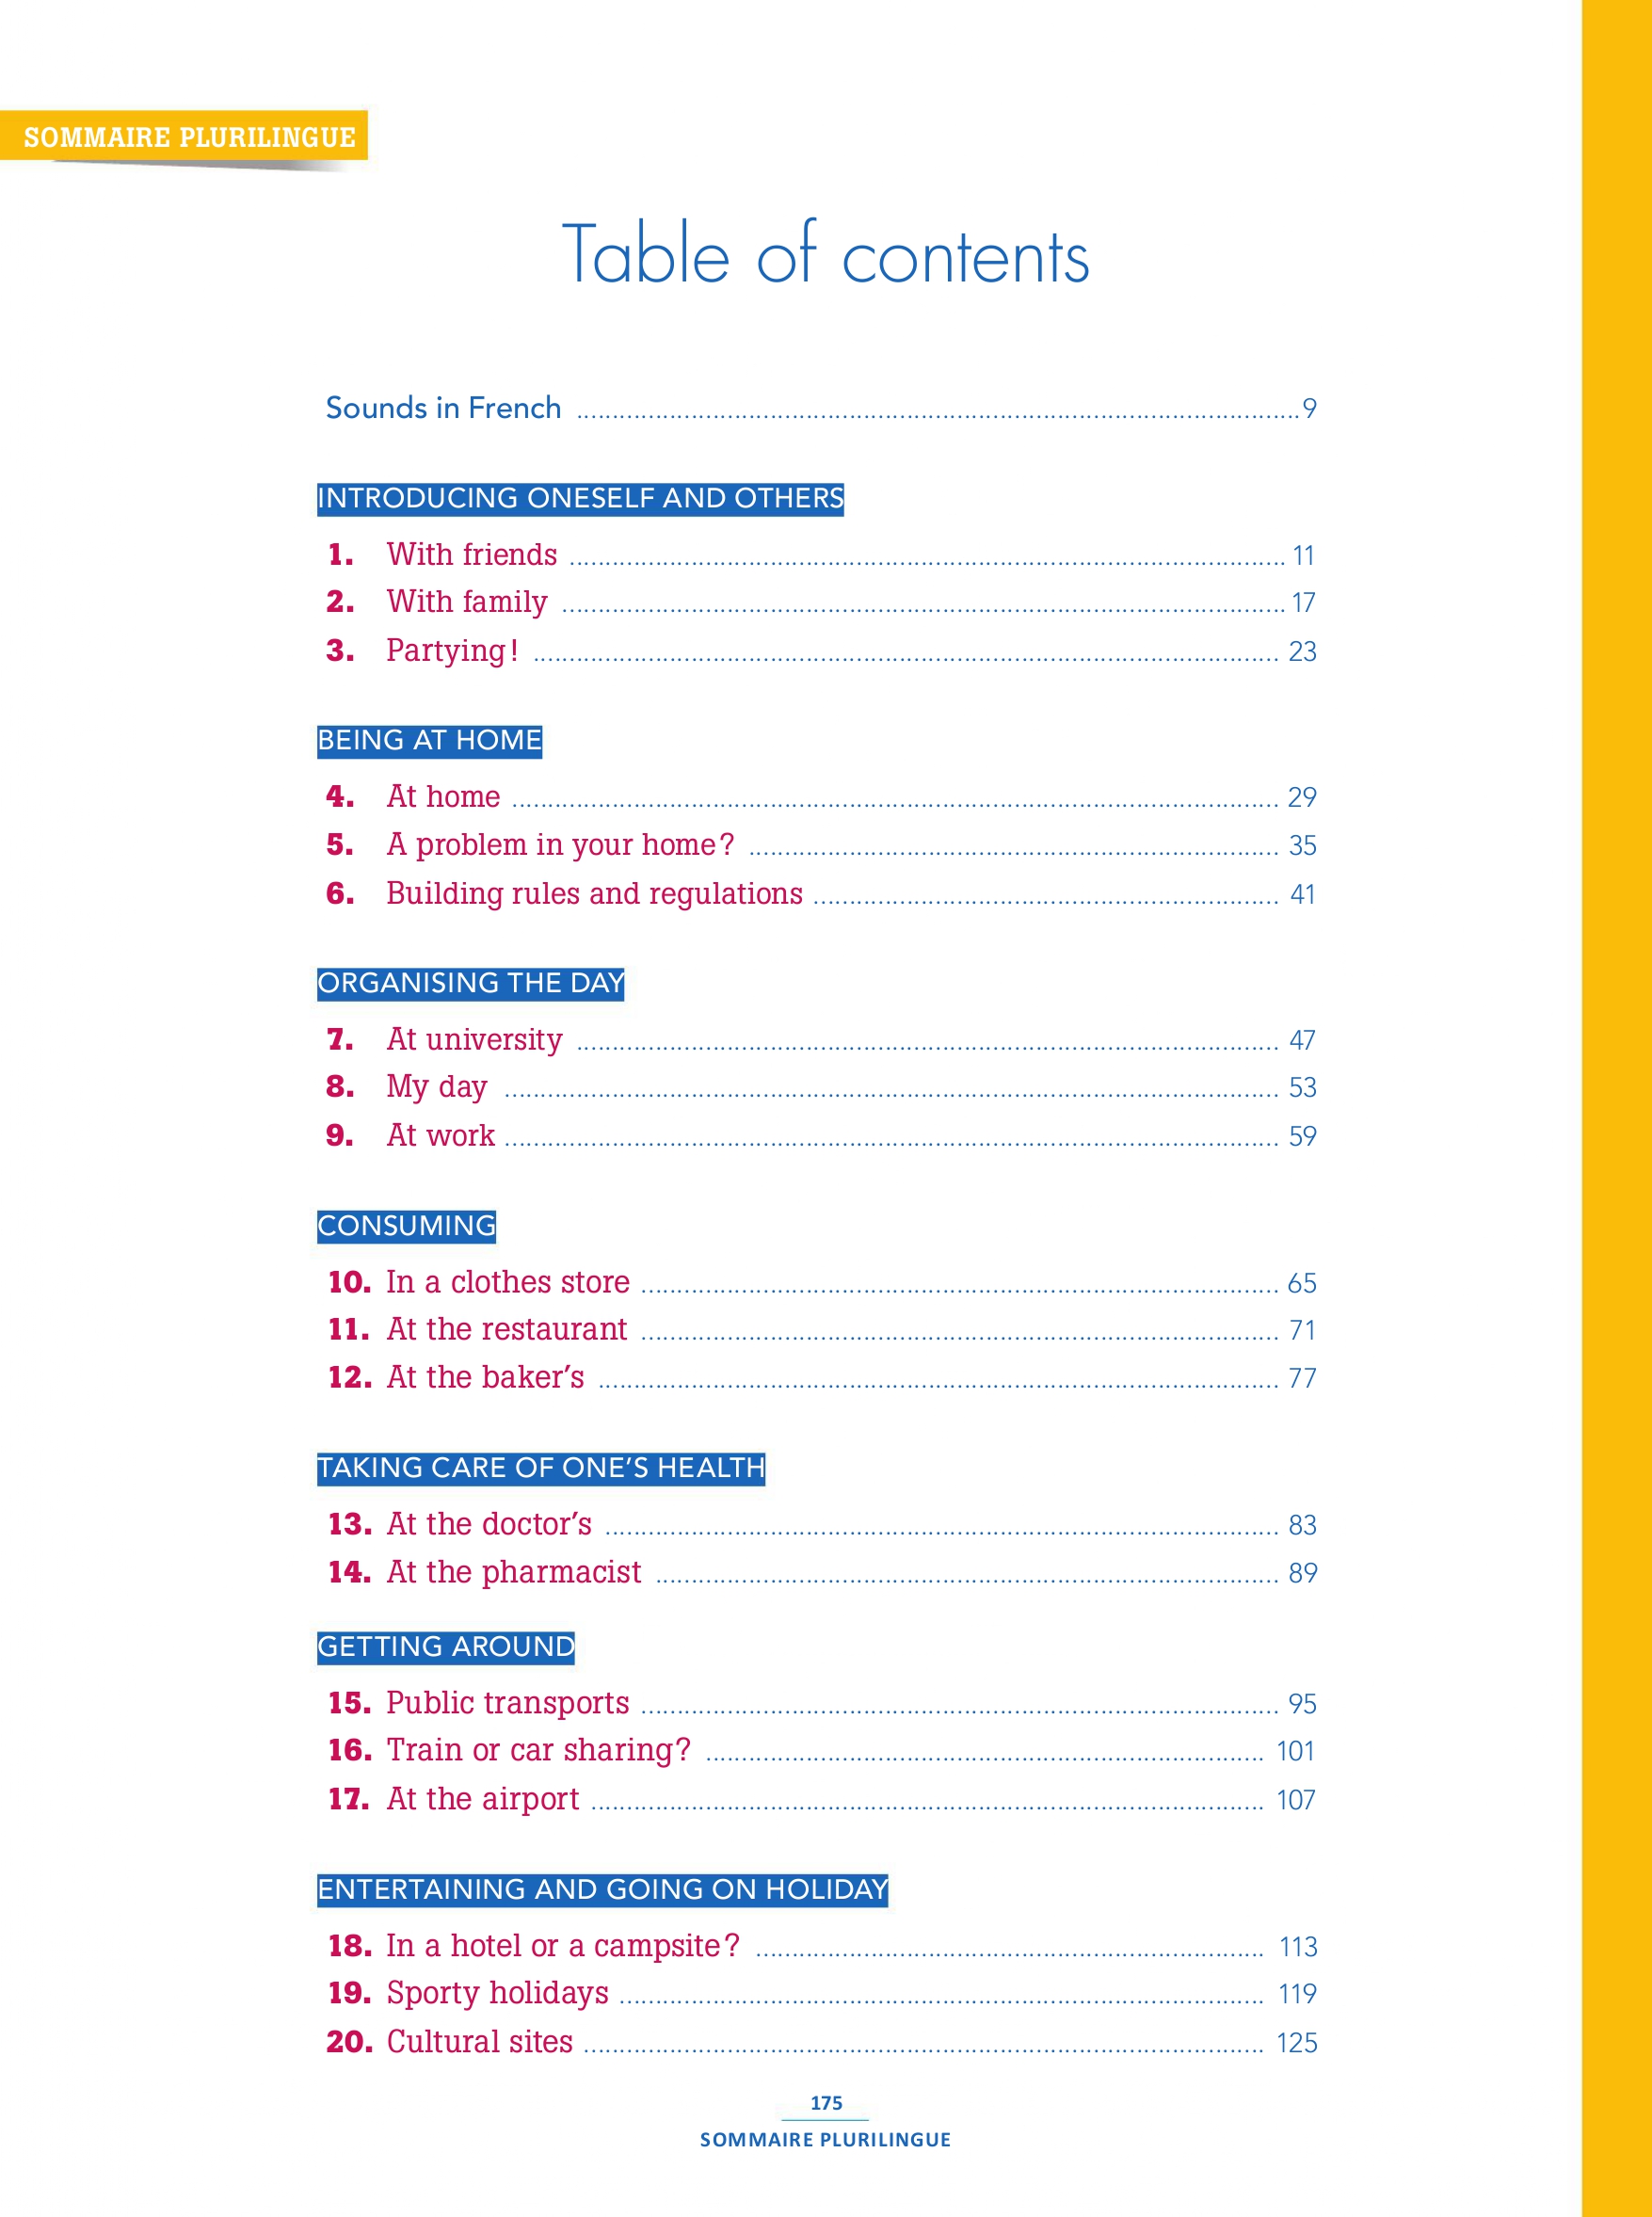 SOMMAIRE PLURILINGUE
Table of contents
Sounds in French ........ 9
INTRODUCING ONESELF AND OTHERS
1. With friends ........ 11
2. With family ........ 17
3. Partying ! ........ 23
BEING AT HOME
4. At home ........ 29
5. A problem in your home ? ........ 35
6. Building rules and regulations ........ 41
ORGANISING THE DAY
7. At university ........ 47
8. My day ........ 53
9. At work ........ 59
CONSUMING
10. In a clothes store ........ 65
11. At the restaurant ........ 71
12. At the baker’s ........ 77
TAKING CARE OF ONE’S HEALTH
13. At the doctor’s ........ 83
14. At the pharmacist ........ 89
GETTING AROUND
15. Public transports ........ 95
16. Train or car sharing? ........ 101
17. At the airport ........ 107
ENTERTAINING AND GOING ON HOLIDAY
18. In a hotel or a campsite ? ........ 113
19. Sporty holidays ........ 119
20. Cultural sites ........ 125
175
SOMMAIRE PLURILINGUE